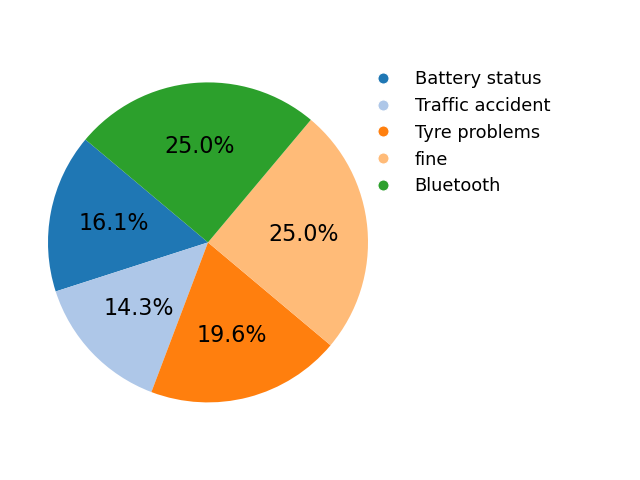 Battery status
Traffic accident
Tyre problems
fine
Bluetooth
25.0%
16.1%
25.0%
14.3%
19.6%